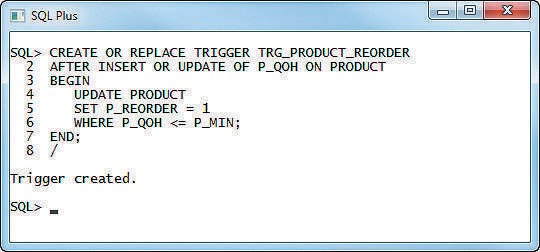 SQL Plus
SQL> CREATE OR REPLACE TRIGGER TRG_PRODUCT_REORDER
  2  AFTER INSERT OR UPDATE OF P_QOH ON PRODUCT
  3  BEGIN
  4     UPDATE PRODUCT
  5     SET P_REORDER = 1
  6     WHERE P_QOH <= P_MIN;
  7  END;
  8  /
Trigger created.
SQL> _